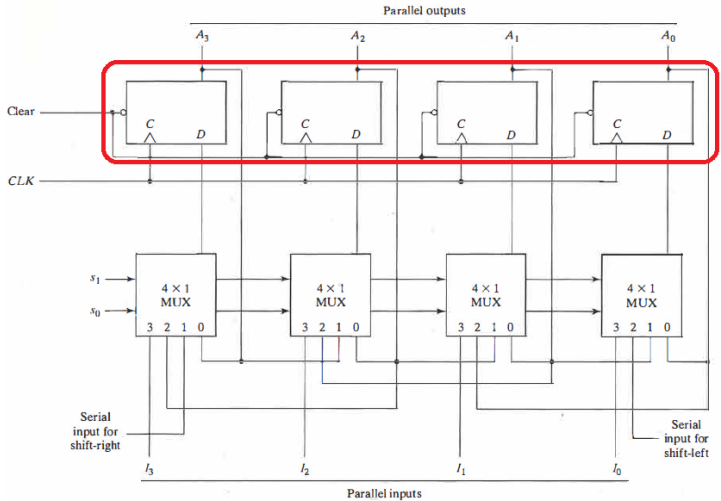 Parallel outputs
A3 A2 A1 A0
Clear
C D C D C D C D
CLK
s1
s0
4 × 1 4 × 1 4 × 1 4 × 1
MUX MUX MUX MUX
3 2 1 0 3 2 1 0 3 2 1 0 3 2 1 0
Serial
input for
shift-right
Serial
input for
shift-left
I3 I2 I1 I0
Parallel inputs